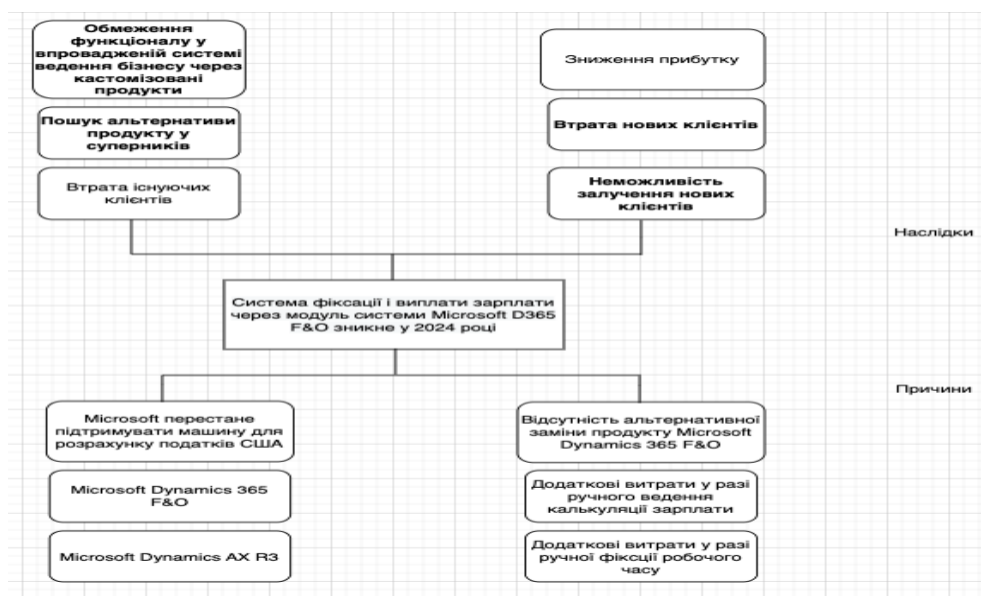 Обмеження
функціоналу у
впровадженій системі
ведення бізнесу через
кастомізовані
продукти
Пошук альтернативи
продукту у
суперників
Втрата існуючих
клієнтів
Зниження прибутку
Втрата нових клієнтів
Неможливість
залучення нових
клієнтів
Наслідки
Система фіксації і виплати зарплати
через модуль системи Microsoft D365
F&O зникне у 2024 році
Причини
Microsoft перестане
підтримувати машину для
розрахунку податків США
Microsoft Dynamics 365
F&O
Microsoft Dynamics AX R3
Відсутність альтернативної
заміни продукту Microsoft
Dynamics 365 F&O
Додаткові витрати у разі
ручного ведення
калькуляції зарплати
Додаткові витрати у разі
ручної фіксції робочого
часу